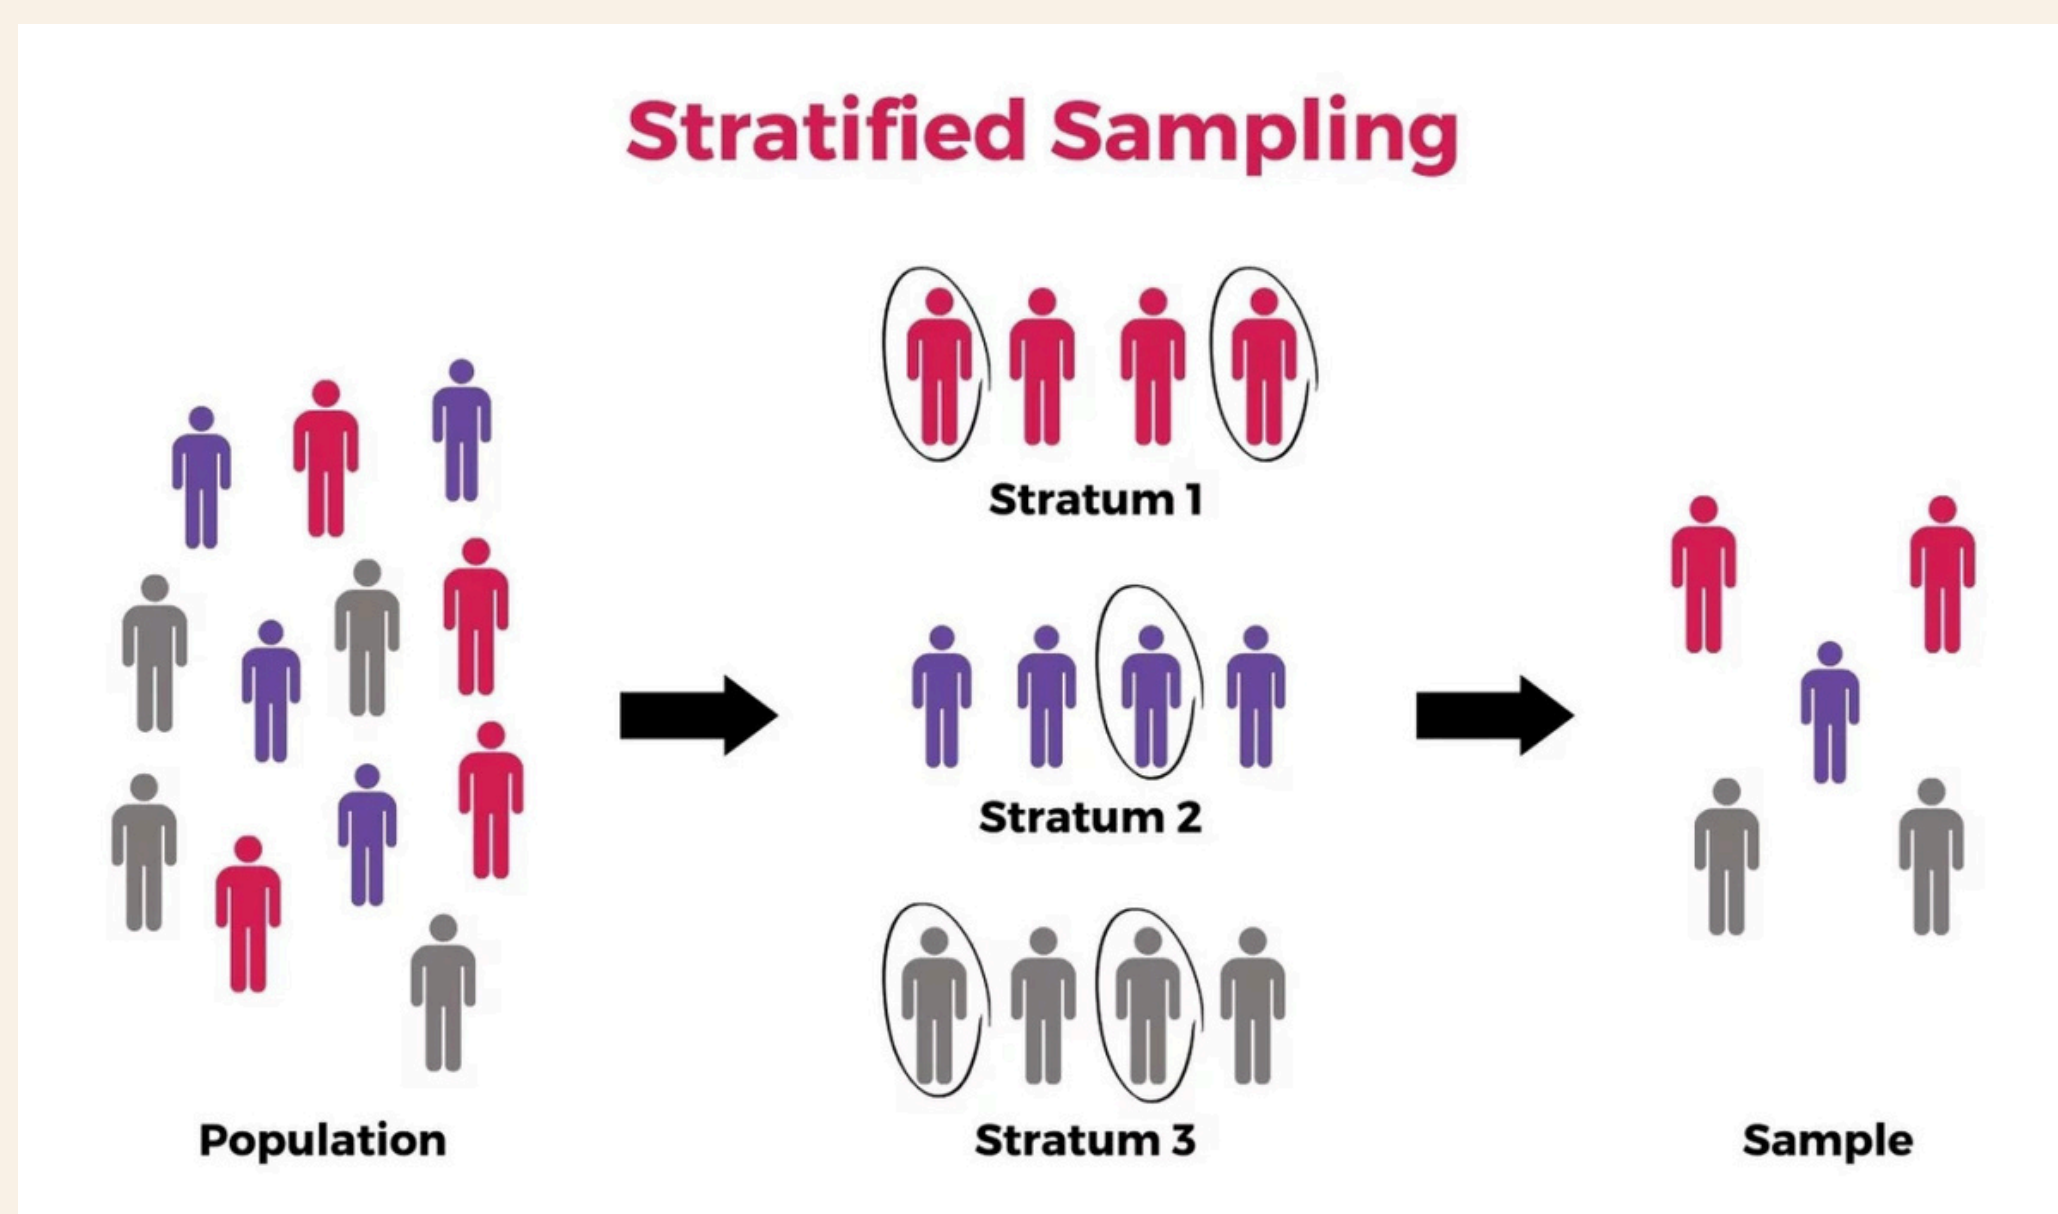 Stratified Sampling
Stratum 1
Stratum 2
Stratum 3
Population
Sample